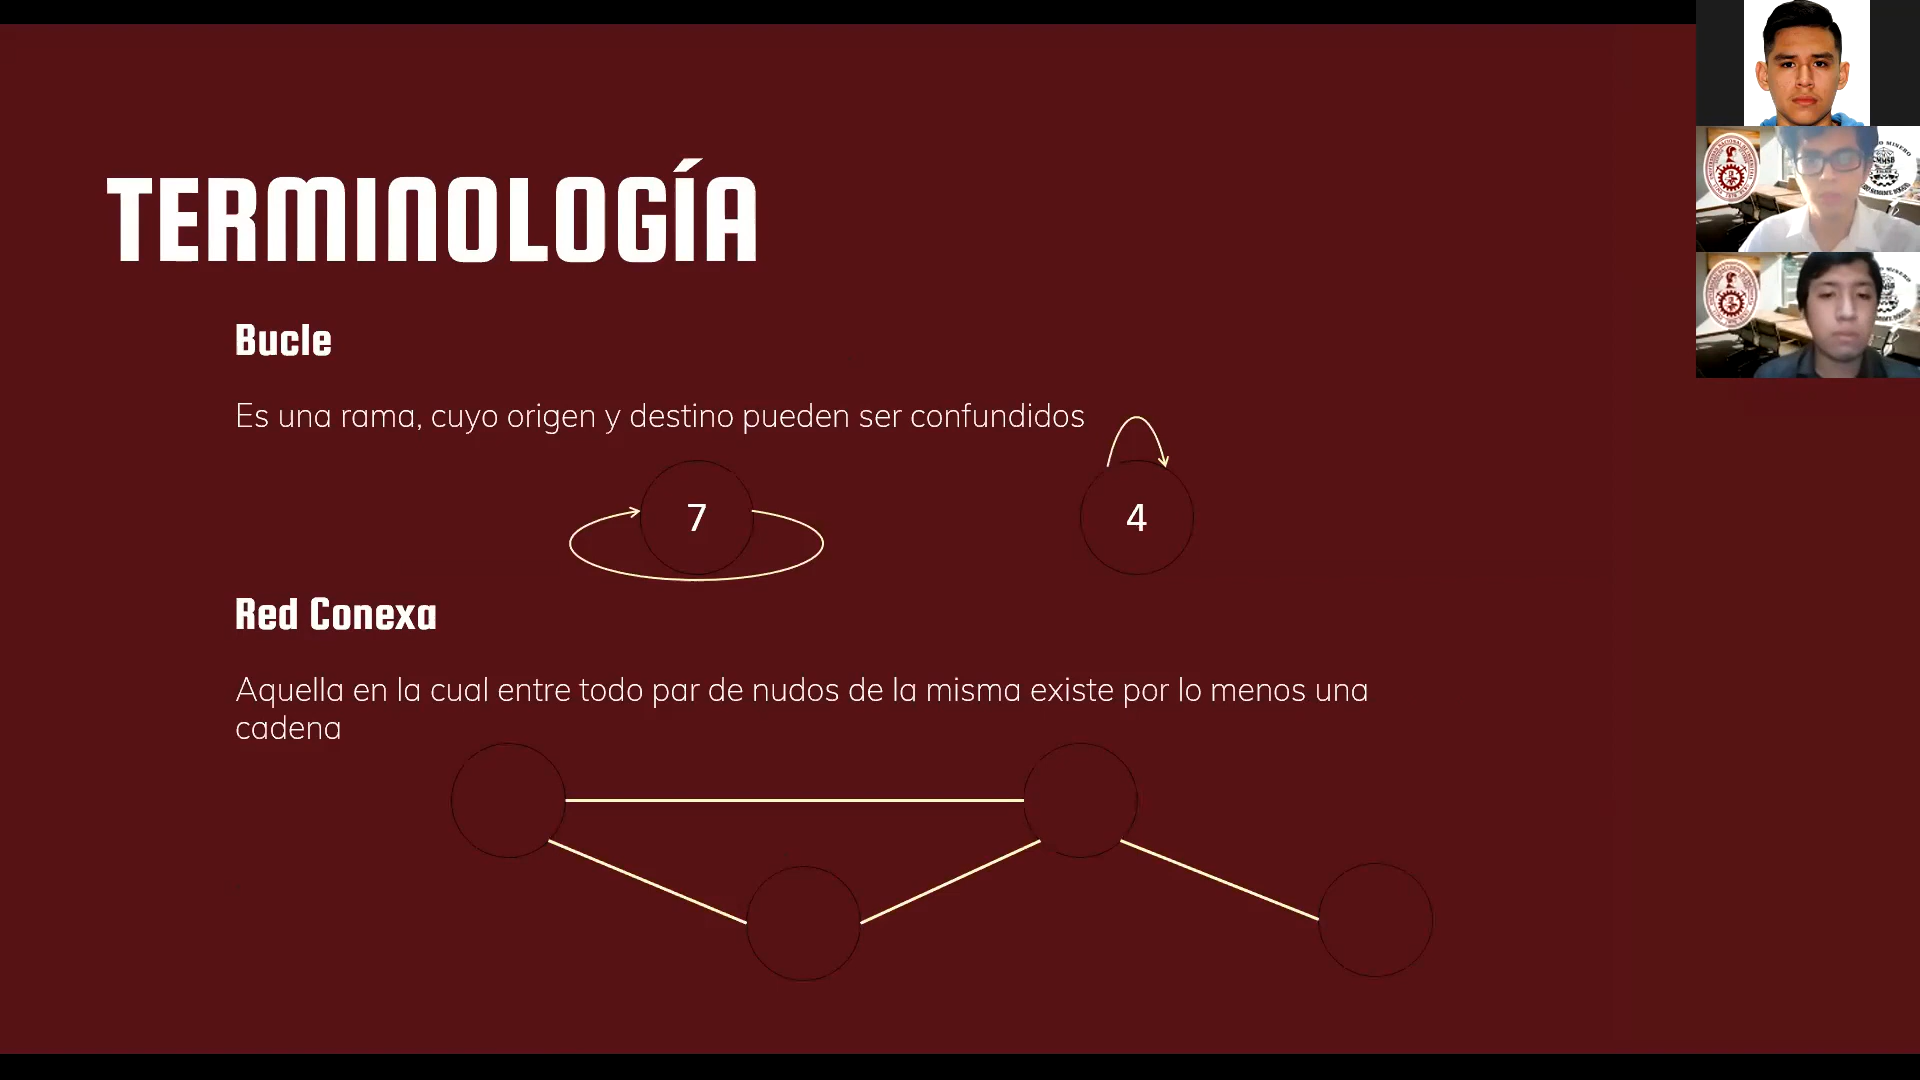 TERMINOLOGÍA
Bucle
Es una rama, cuyo origen y destino pueden ser confundidos
7
4
Red Conexa
Aquella en la cual entre todo par de nudos de la misma existe por lo menos una
cadena